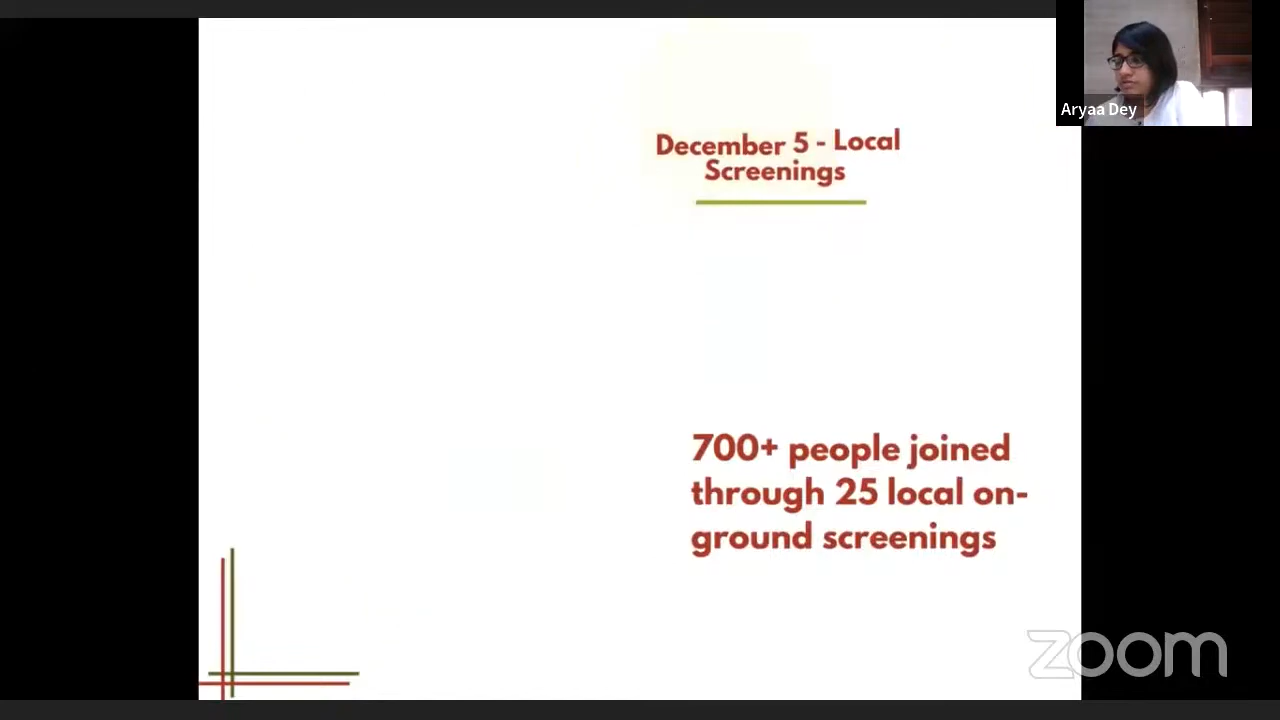 Aryaa Dey
December 5 - Local
Screenings
700+ people joined
through 25 local on-
ground screenings
zoom